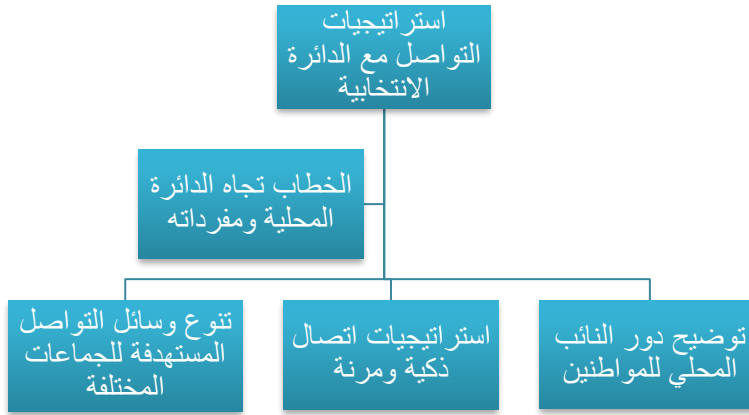 استراتيجيات
التواصل مع الدائرة
الانتخابية
الخطاب تجاه الدائرة
المحلية ومفرداته
توضيح دور النائب
المحلي للمواطنين
استراتيجيات اتصال
ذكية ومرنة
تنوع وسائل التواصل
المستهدفة للجماعات
المختلفة